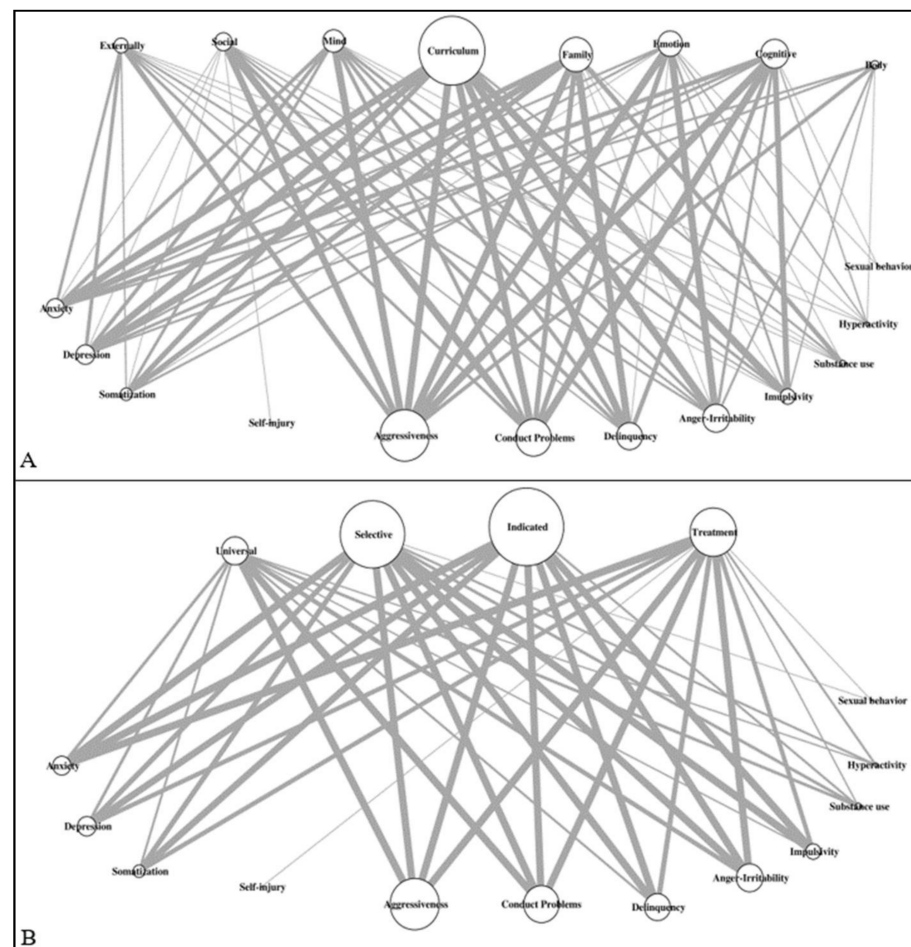 Externally
Social
Mind
Curriculum
Family
Emotion
Cognitive
Body
Sexual behavior
Anxiety
Hyperactivity
Depression
Substance use
Somatization
Imuplsivity
Self-injury
Aggressiveness
Conduct Problems
Delinquency
Anger-Irritability
A
Universal
Selective
Indicated
Treatment
Sexual behavior
Anxiety
Hyperactivity
Substance use
Depression
Impulsivity
Somatization
Anger-Irritability
Self-injury
Aggressiveness
Conduct Problems
Delinquency
B